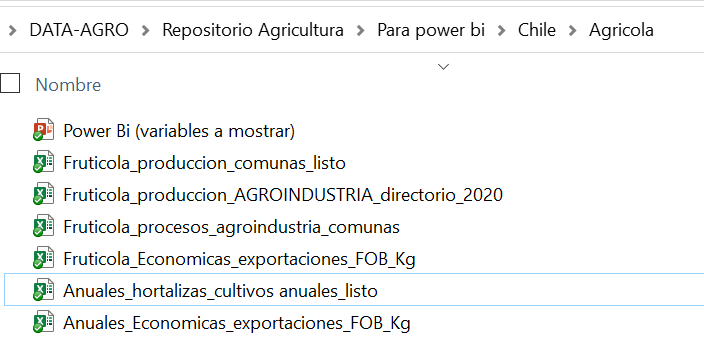 DATA-AGRO > Repositorio Agricultura > Para power bi > Chile > Agricola
Nombre
Power Bi (variables a mostrar)
Fruticola_produccion_comunas_listo
Fruticola_produccion_AGROINDUSTRIA_directorio_2020
Fruticola_procesos_agroindustria_comunas
Fruticola_Economicas_exportaciones_FOB_Kg
Anuales_hortalizas_cultivos anuales_listo
Anuales_Economicas_exportaciones_FOB_Kg